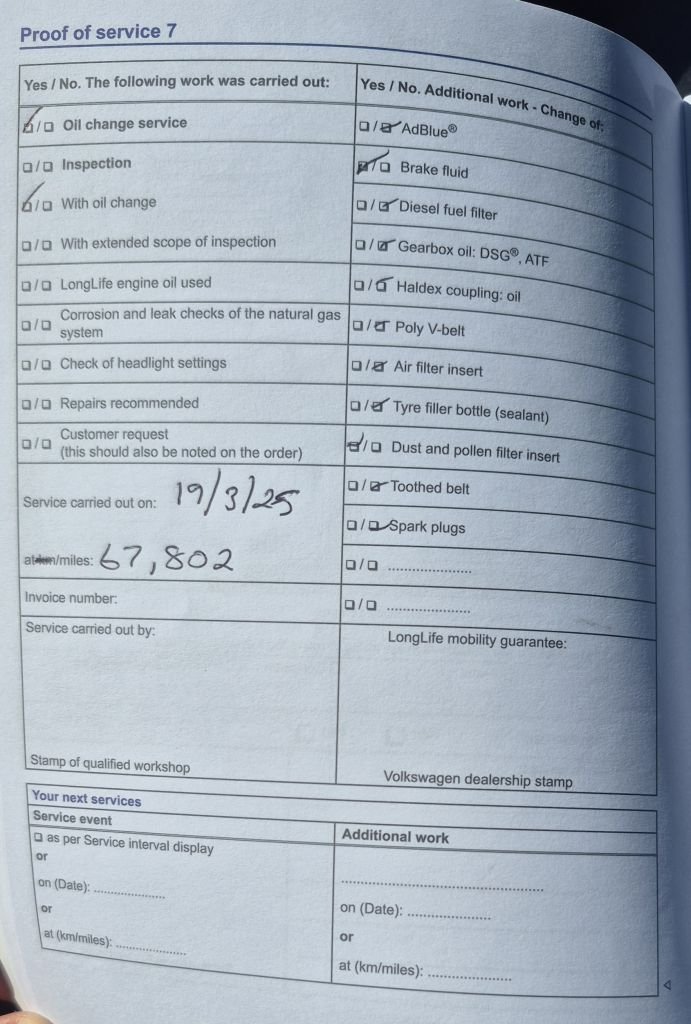 Proof of service 7
Yes / No. The following work was carried out:
☑/☐ Oil change service
☐/☐ Inspection
☑/☐ With oil change
☐/☐ With extended scope of inspection
☐/☐ LongLife engine oil used
☐/☐ Corrosion and leak checks of the natural gas
system
☐/☐ Check of headlight settings
☐/☐ Repairs recommended
☐/☐ Customer request
(this should also be noted on the order)
Service carried out on: 19/3/25
at km/miles: 67,802
Invoice number:
Service carried out by:
Stamp of qualified workshop
Yes / No. Additional work - Change of:
☐/☑ AdBlue®
☑/☐ Brake fluid
☐/☑ Diesel fuel filter
☐/☑ Gearbox oil: DSG®, ATF
☐/☑ Haldex coupling: oil
☐/☑ Poly V-belt
☐/☑ Air filter insert
☐/☑ Tyre filler bottle (sealant)
☑/☐ Dust and pollen filter insert
☐/☑ Toothed belt
☐/☑ Spark plugs
☐/☐ .....................
☐/☐ .....................
LongLife mobility guarantee:
Volkswagen dealership stamp
Your next services
Service event
☐ as per Service interval display
or
on (Date): ..................
or
at (km/miles): ..................
Additional work
..................................................
on (Date): .....................
or
at (km/miles): .....................